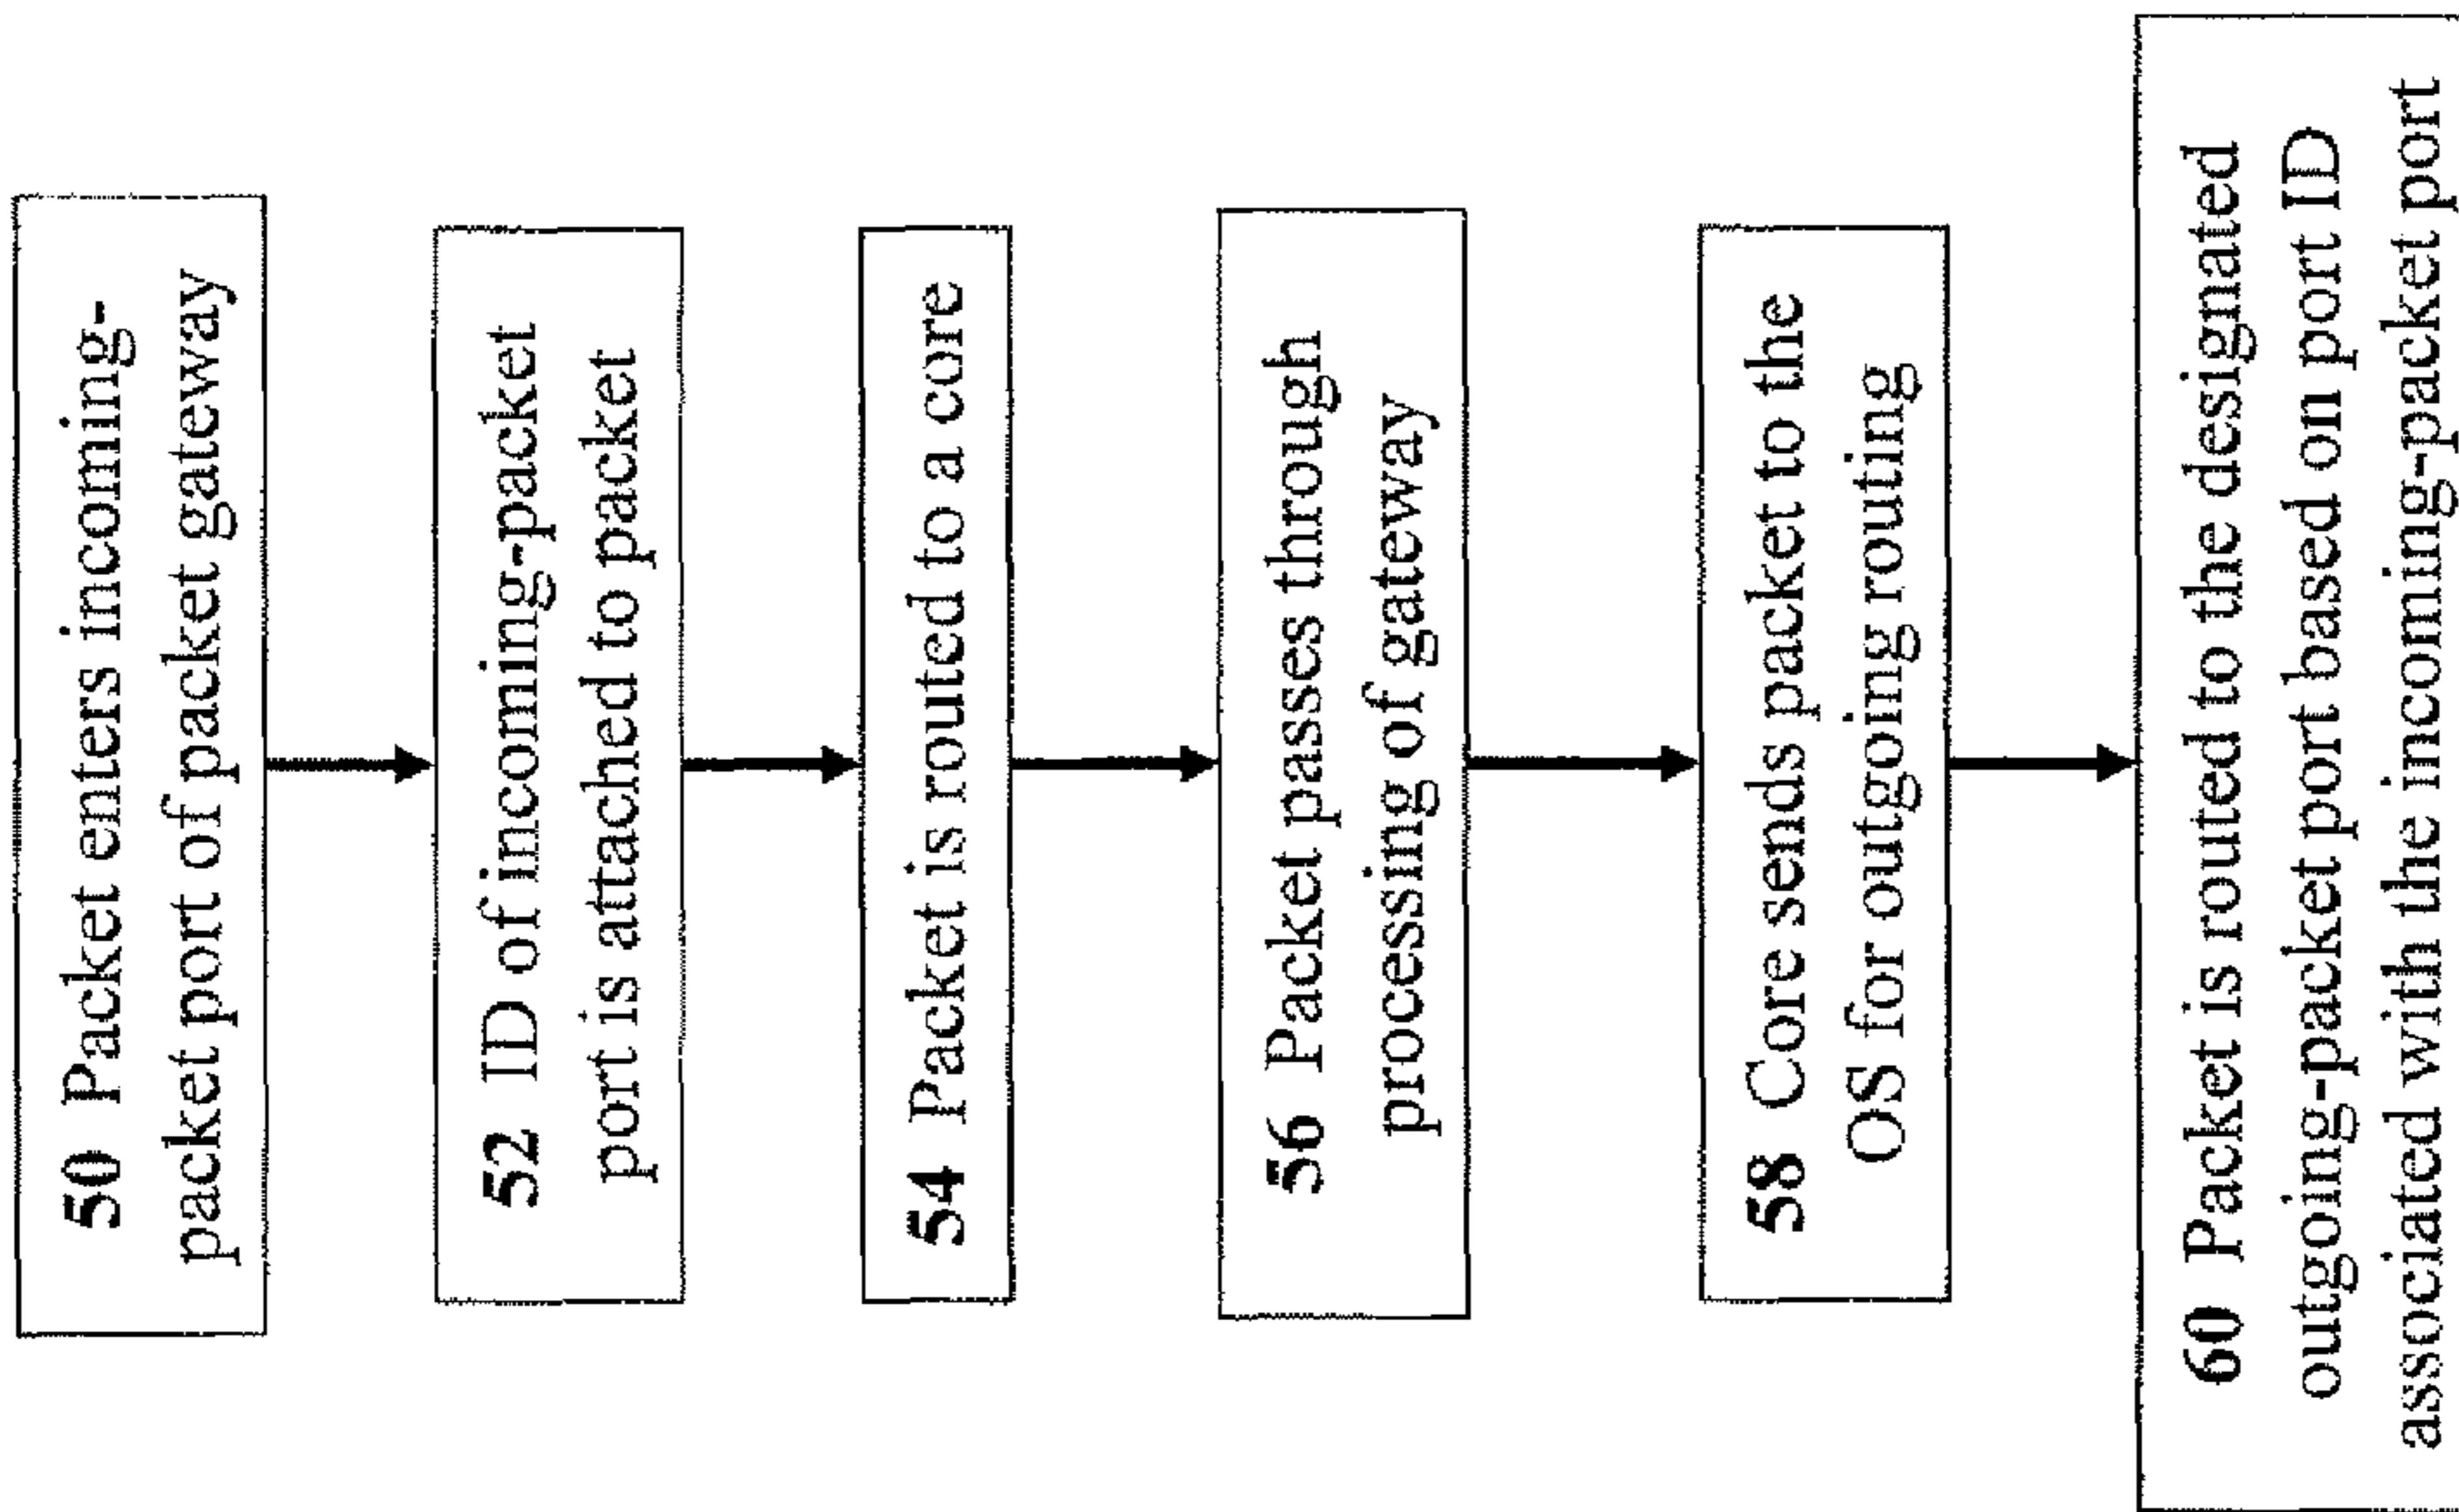 50 Packet enters incoming-
packet port of packet gateway
52 ID of incoming-packet
port is attached to packet
54 Packet is routed to a core
56 Packet passes through
processing of gateway
58 Core sends packet to the
OS for outgoing routing
60 Packet is routed to the designated
outgoing-packet port based on port ID
associated with the incoming-packet port